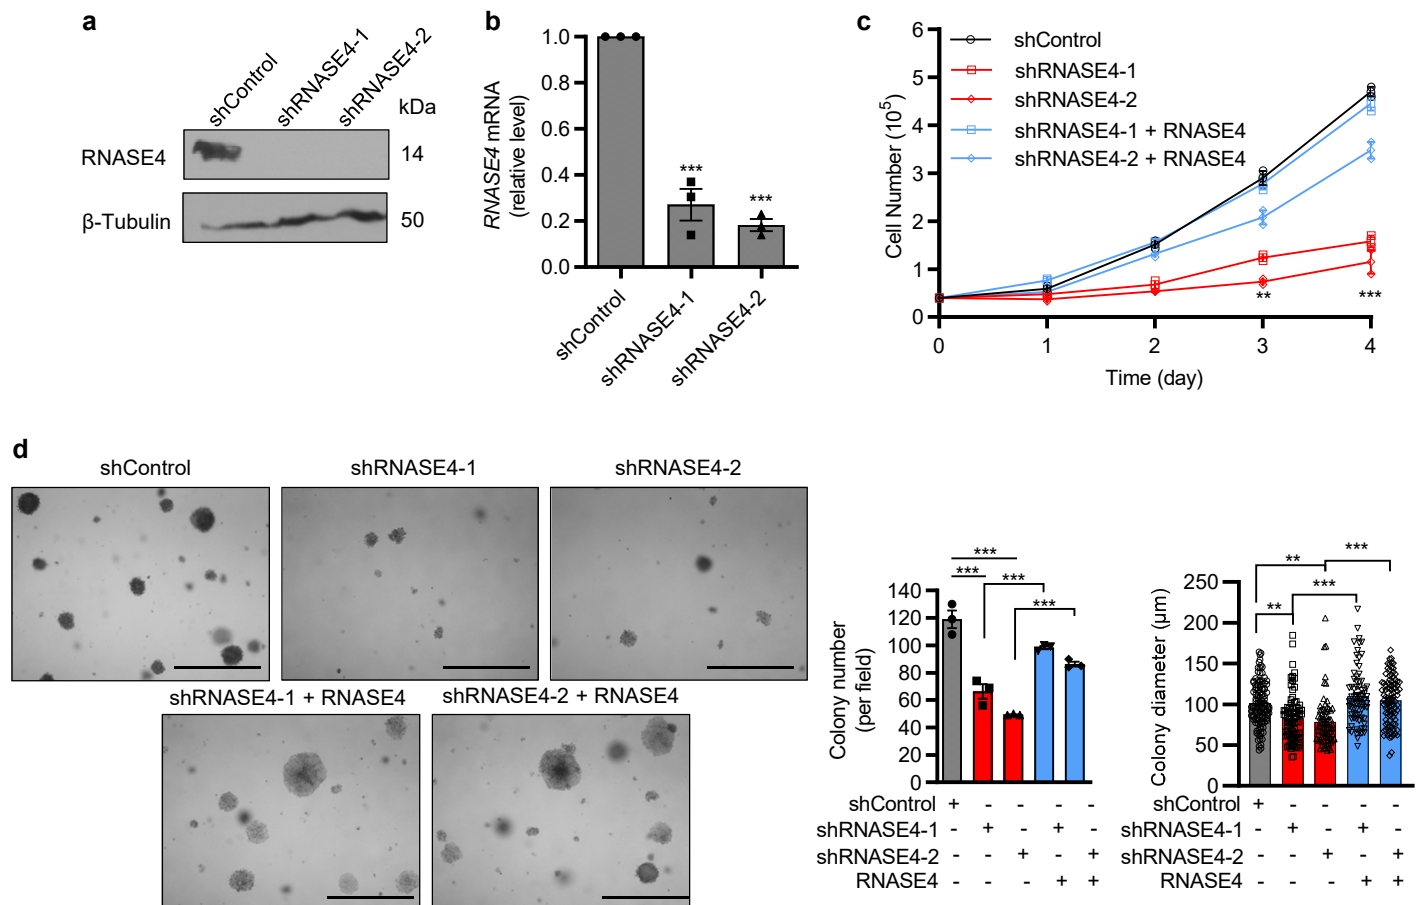 a
shControl
shRNASE4-1
shRNASE4-2
kDa
RNASE4
14
β-Tubulin
50
b
RNASE4 mRNA
(relative level)
1.0
0.8
0.6
0.4
0.2
0.0
***
***
shControl
shRNASE4-1
shRNASE4-2
c
Cell Number (10⁵)
6
5
4
3
2
1
0
shControl
shRNASE4-1
shRNASE4-2
shRNASE4-1 + RNASE4
shRNASE4-2 + RNASE4
**
***
0 1 2 3 4
Time (day)
d
shControl
shRNASE4-1
shRNASE4-2
shRNASE4-1 + RNASE4
shRNASE4-2 + RNASE4
Colony number
(per field)
140
120
100
80
60
40
20
0
***
***
***
***
shControl + - - - -
shRNASE4-1 - + - + -
shRNASE4-2 - - + - +
RNASE4 - - - + +
Colony diameter (μm)
250
200
150
100
50
0
**
***
**
***
shControl + - - - -
shRNASE4-1 - + - + -
shRNASE4-2 - - + - +
RNASE4 - - - + +